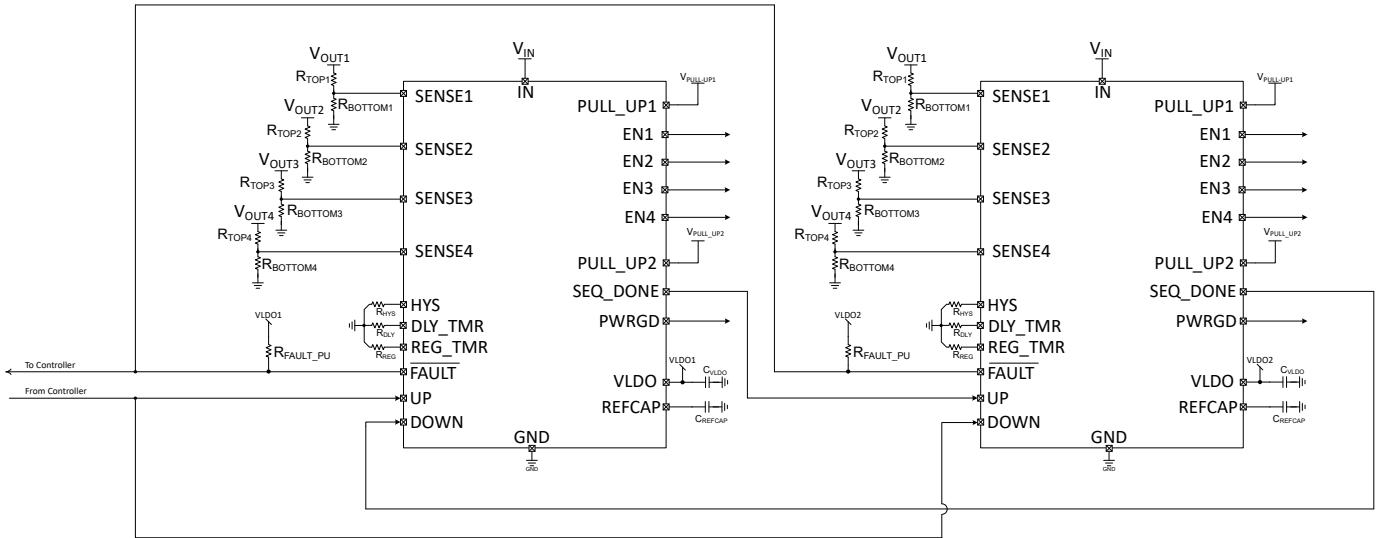 VOUT1
RTOP1
RBOTTOM1
VOUT2
RTOP2
RBOTTOM2
VOUT3
RTOP3
RBOTTOM3
VOUT4
RTOP4
RBOTTOM4
VIN
IN
SENSE1
SENSE2
SENSE3
SENSE4
HYS
DLY_TMR
REG_TMR
FAULT
UP
DOWN
GND
GND
RHYS
RDLY
RREG
VLDO1
RFAULT_PU
To Controller
From Controller
VPULL-UP1
PULL_UP1
EN1
EN2
EN3
EN4
VPULL_UP2
PULL_UP2
SEQ_DONE
PWRGD
VLDO1
CVLDO
VLDO
REFCAP
CREFCAP
VOUT1
RTOP1
RBOTTOM1
VOUT2
RTOP2
RBOTTOM2
VOUT3
RTOP3
RBOTTOM3
VOUT4
RTOP4
RBOTTOM4
VIN
IN
SENSE1
SENSE2
SENSE3
SENSE4
HYS
DLY_TMR
REG_TMR
FAULT
UP
DOWN
GND
GND
RHYS
RDLY
RREG
VLDO2
RFAULT_PU
VPULL-UP1
PULL_UP1
EN1
EN2
EN3
EN4
VPULL_UP2
PULL_UP2
SEQ_DONE
PWRGD
VLDO2
CVLDO
VLDO
REFCAP
CREFCAP